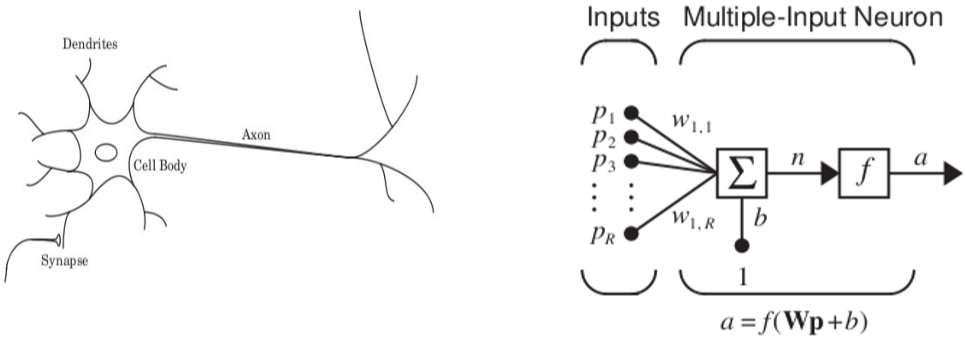 Dendrites
Axon
Cell Body
Synapse
Inputs Multiple-Input Neuron
p1
p2
p3
pR
w1,1
w1,R
Σ
n
f
a
b
1
a = f(Wp + b)